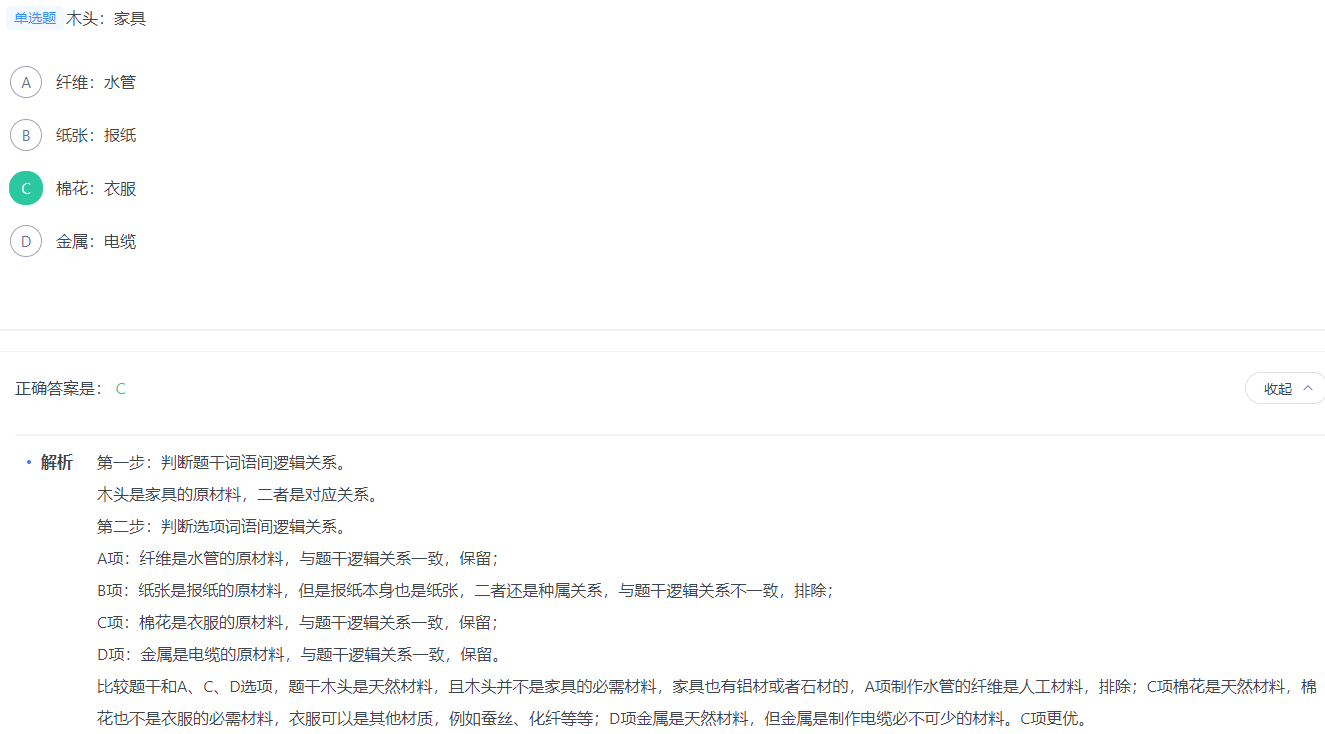 单选题 木头：家具
A 纤维：水管
B 纸张：报纸
C 棉花：衣服
D 金属：电缆
正确答案是： C 收起
解析 第一步：判断题干词语间逻辑关系。
木头是家具的原材料，二者是对应关系。
第二步：判断选项词语间逻辑关系。
A项：纤维是水管的原材料，与题干逻辑关系一致，保留；
B项：纸张是报纸的原材料，但是报纸本身也是纸张，二者还是种属关系，与题干逻辑关系不一致，排除；
C项：棉花是衣服的原材料，与题干逻辑关系一致，保留；
D项：金属是电缆的原材料，与题干逻辑关系一致，保留。
比较题干和A、C、D选项，题干木头是天然材料，且木头并不是家具的必需材料，家具也有铝材或者石材的，A项制作水管的纤维是人工材料，排除；C项棉花是天然材料，棉
花也不是衣服的必需材料，衣服可以是其他材质，例如蚕丝、化纤等等；D项金属是天然材料，但金属是制作电缆必不可少的材料。C项更优。